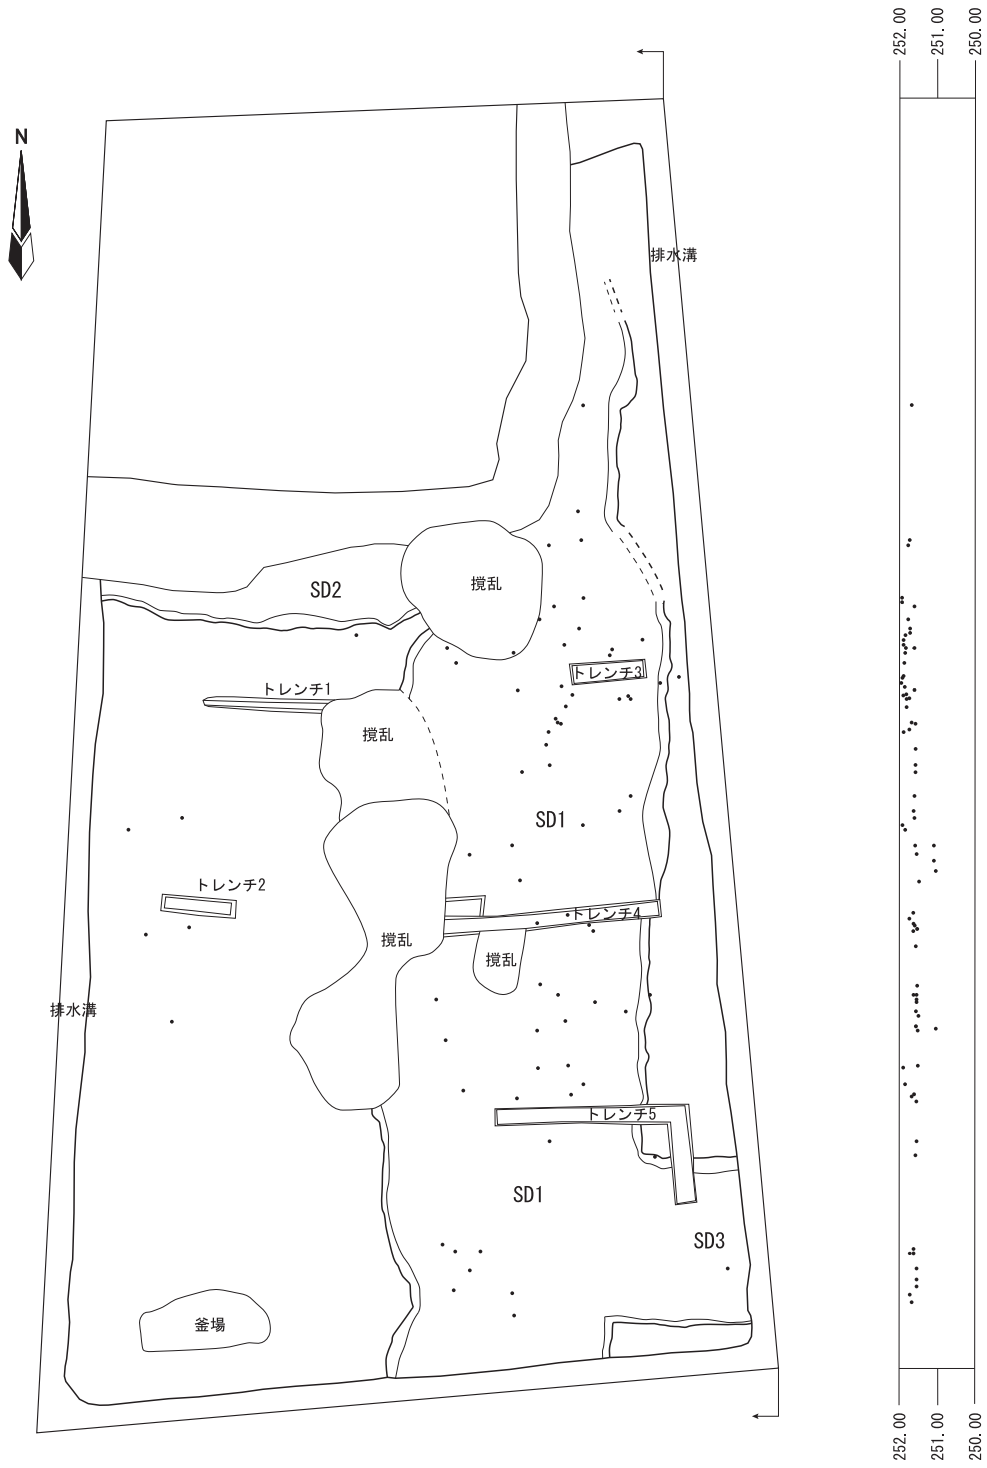 252.00
251.00
250.00
N
排水溝
SD2
撹乱
トレンチ3
トレンチ1
撹乱
SD1
トレンチ2
トレンチ4
撹乱
撹乱
排水溝
トレンチ5
SD1
SD3
釜場
252.00
251.00
250.00